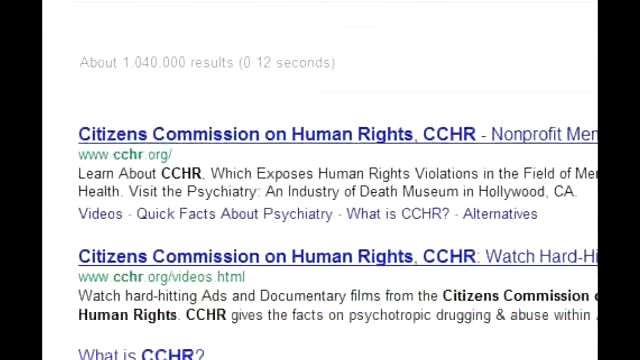 About 1.040.000 results (0 12 seconds)
Citizens Commission on Human Rights, CCHR - Nonprofit Men
www.cchr.org/
Learn About CCHR, Which Exposes Human Rights Violations in the Field of Me
Health. Visit the Psychiatry: An Industry of Death Museum in Hollywood, CA.
Videos - Quick Facts About Psychiatry - What is CCHR? - Alternatives
Citizens Commission on Human Rights, CCHR: Watch Hard-Hi
www.cchr.org/videos.html
Watch hard-hitting Ads and Documentary films from the Citizens Commission o
Human Rights. CCHR gives the facts on psychotropic drugging & abuse within
What is CCHR?